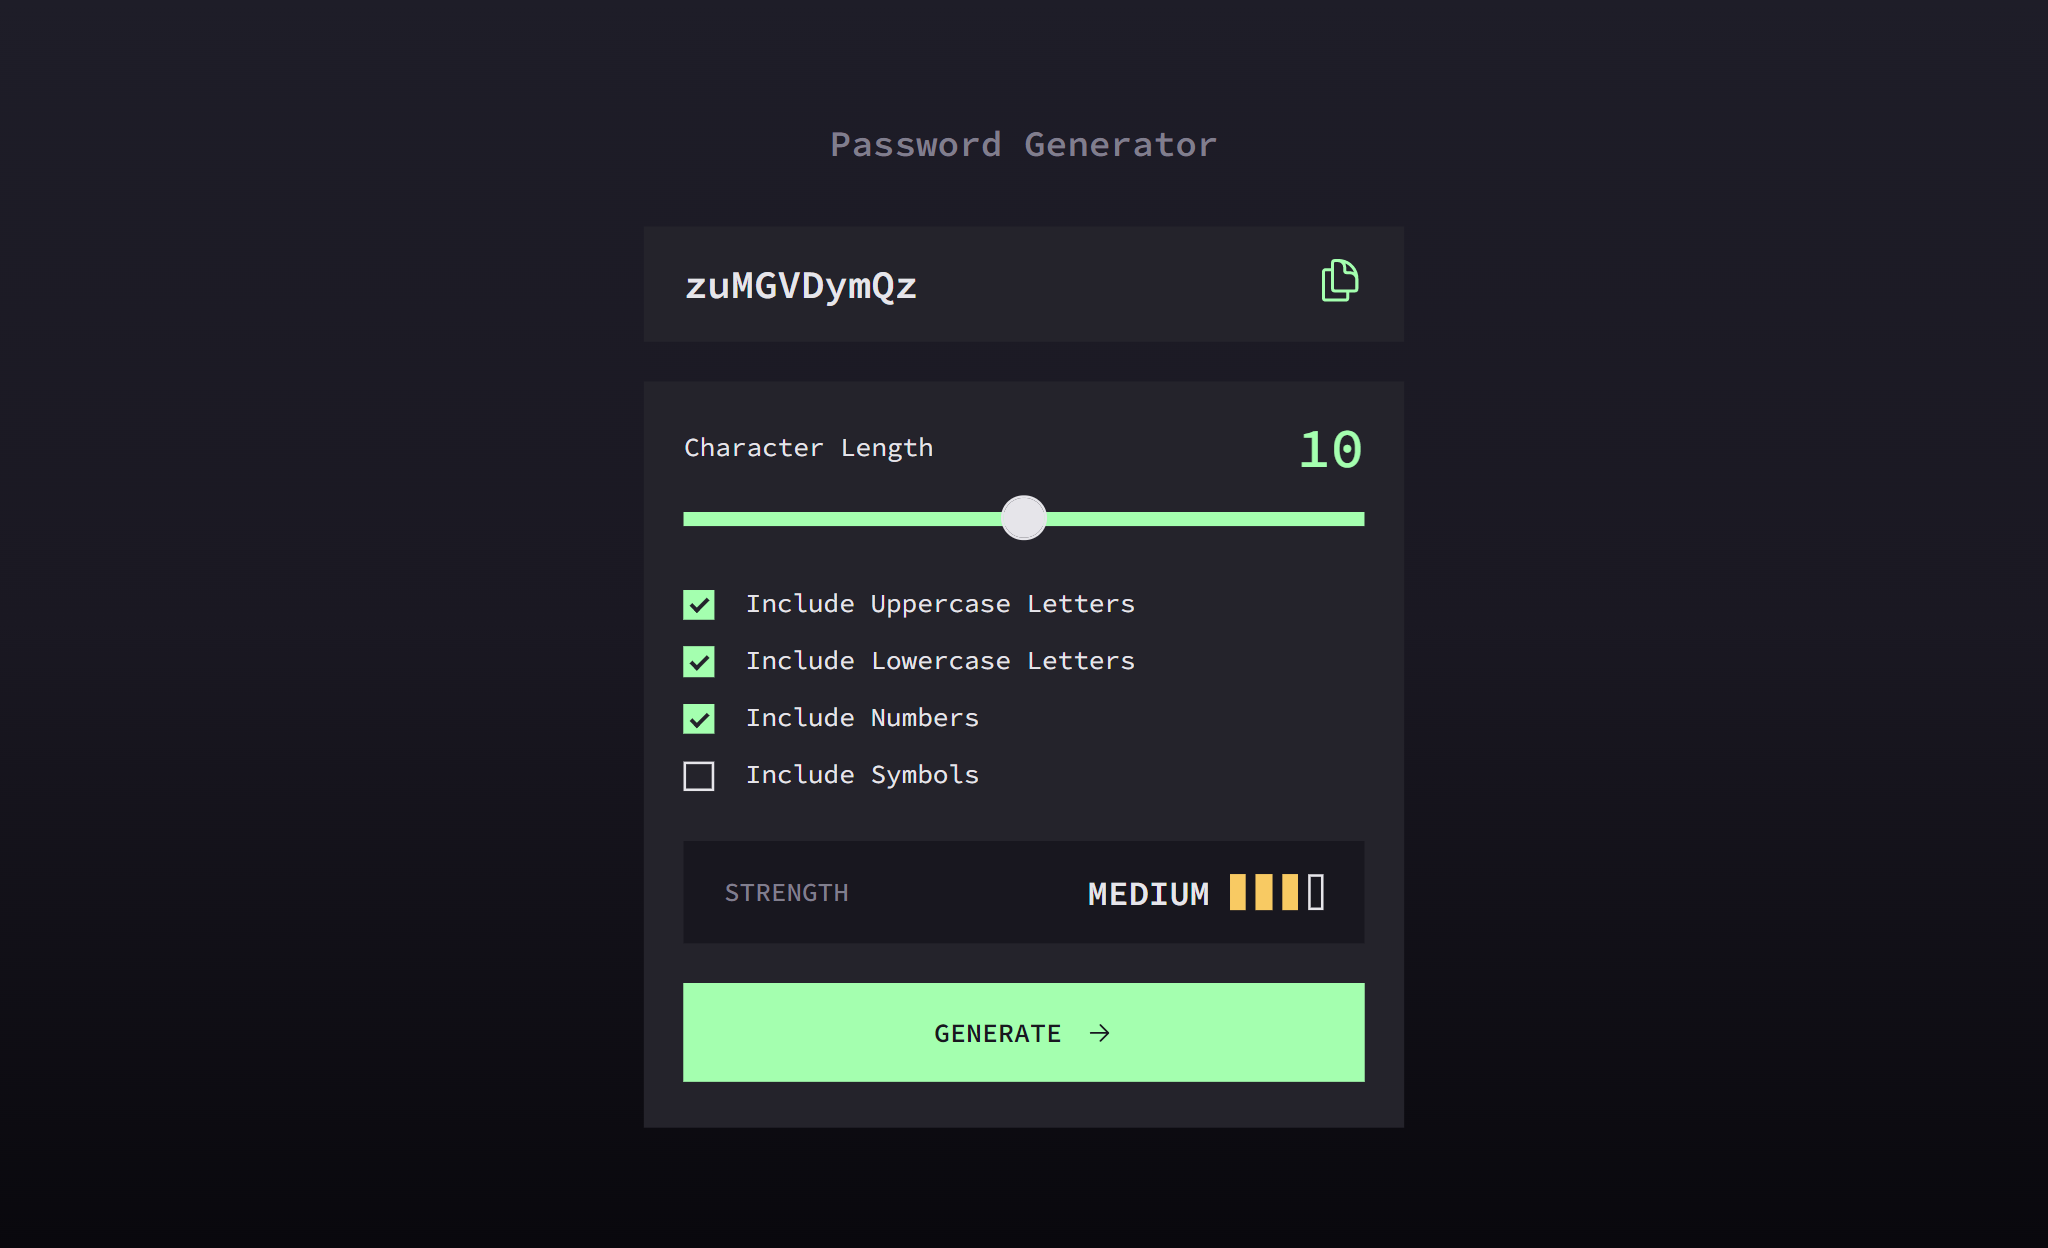 Password Generator
zuMGVDymQz
Character Length 10
Include Uppercase Letters
Include Lowercase Letters
Include Numbers
Include Symbols
STRENGTH MEDIUM
GENERATE →